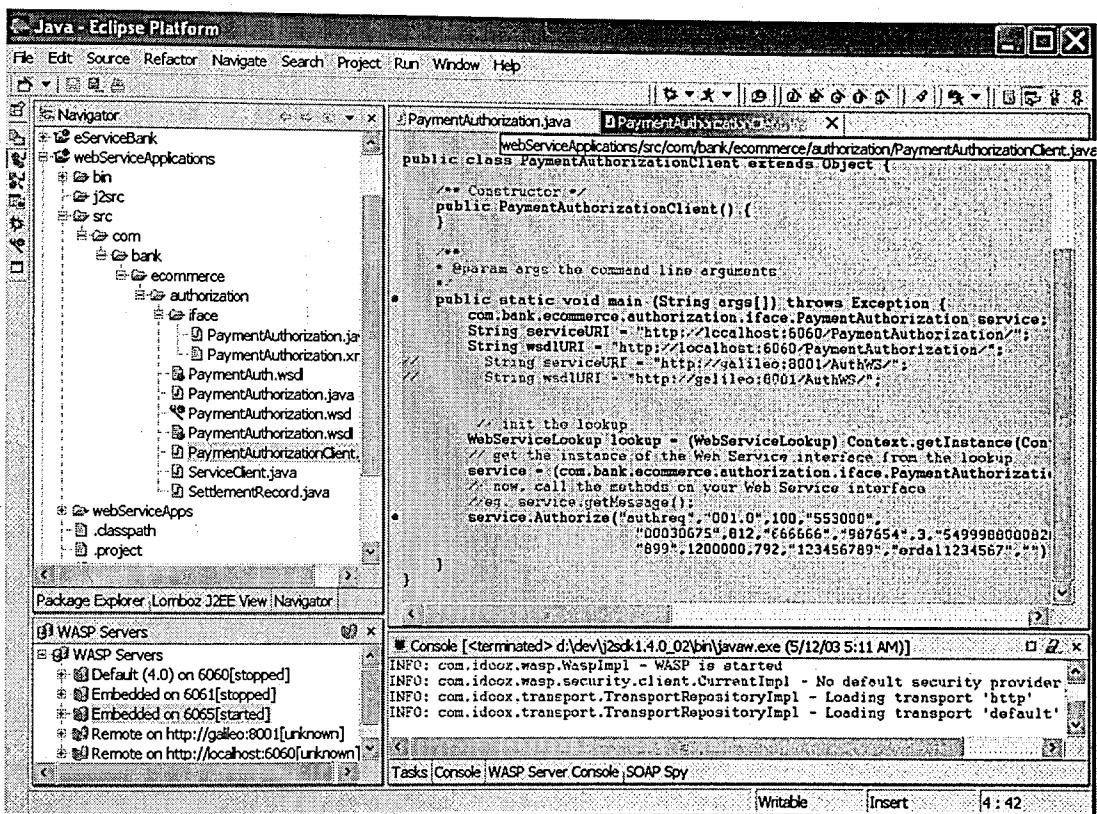 Java - Eclipse Platform
File Edit Source Refactor Navigate Search Project Run Window Help
Navigator
eServiceBank
webServiceApplications
bin
j2src
src
com
bank
ecommerce
authorization
iface
PaymentAuthorization.ja
PaymentAuthorization.xr
PaymentAuth.wsdl
PaymentAuthorization.java
PaymentAuthorization.wsd
PaymentAuthorization.wsdl
PaymentAuthorizationClient.
ServiceClient.java
SettlementRecord.java
webServiceApps
.classpath
.project
Package Explorer Lomboz J2EE View Navigator
PaymentAuthorization.java
webServiceApplications/src/com/bank/ecommerce/authorization/PaymentAuthorizationClient.java
public class PaymentAuthorizationClient extends Object {
/** Constructor */
public PaymentAuthorizationClient() {
}
/**
* @param args the command line arguments
*/
public static void main (String args[]) throws Exception {
com.bank.ecommerce.authorization.iface.PaymentAuthorization service;
String serviceURI = "http://localhost:6060/PaymentAuthorization/";
String wsdlURI = "http://localhost:6060/PaymentAuthorization/";
// String serviceURI = "http://galileo:8001/AuthWS/";
// String wsdlURI = "http://galileo:8001/AuthWS/";
// init the lookup
WebServiceLookup lookup = (WebServiceLookup) Context.getInstance(Con
// get the instance of the Web Service interface from the lookup
service = (com.bank.ecommerce.authorization.iface.PaymentAuthorizati
// now, call the methods on your Web Service interface
//eg. service.getMessage();
service.Authorize("authreq","001.0",100,"553000",
"00030675",812,"666666","987654",3,"549998800082
"899",1200000,792,"123456789","erdal1234567","")
}
}
WASP Servers
WASP Servers
Default (4.0) on 6060[stopped]
Embedded on 6061[stopped]
Embedded on 6065[started]
Remote on http://galileo:8001[unknown]
Remote on http://localhost:6060[unknown]
Console [<terminated> d:\dev\j2sdk1.4.0_02\bin\javaw.exe (5/12/03 5:11 AM)]
INFO: com.idoox.wasp.WaspImpl - WASP is started
INFO: com.idoox.wasp.security.client.CurrentImpl - No default security provider
INFO: com.idoox.transport.TransportRepositoryImpl - Loading transport 'http'
INFO: com.idoox.transport.TransportRepositoryImpl - Loading transport 'default'
Tasks Console WASP Server Console SOAP Spy
Writable Insert 4 : 42